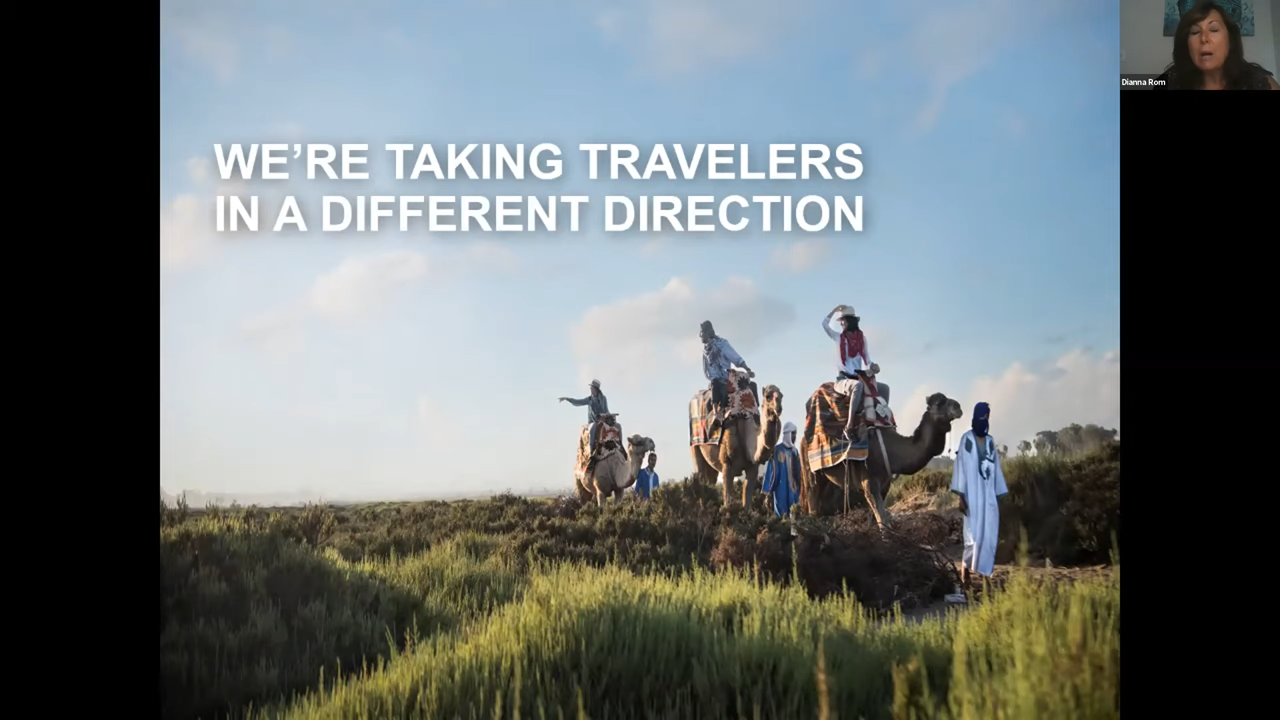 WE’RE TAKING TRAVELERS
IN A DIFFERENT DIRECTION
Dianna Rom